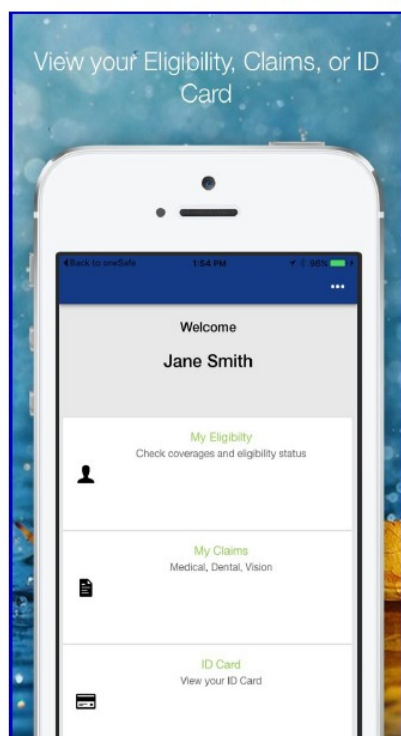 View your Eligibility, Claims, or ID
Card
Back to oneSafe 1:54 PM 96%
Welcome
Jane Smith
My Eligibilty
Check coverages and eligibility status
My Claims
Medical, Dental, Vision
ID Card
View your ID Card